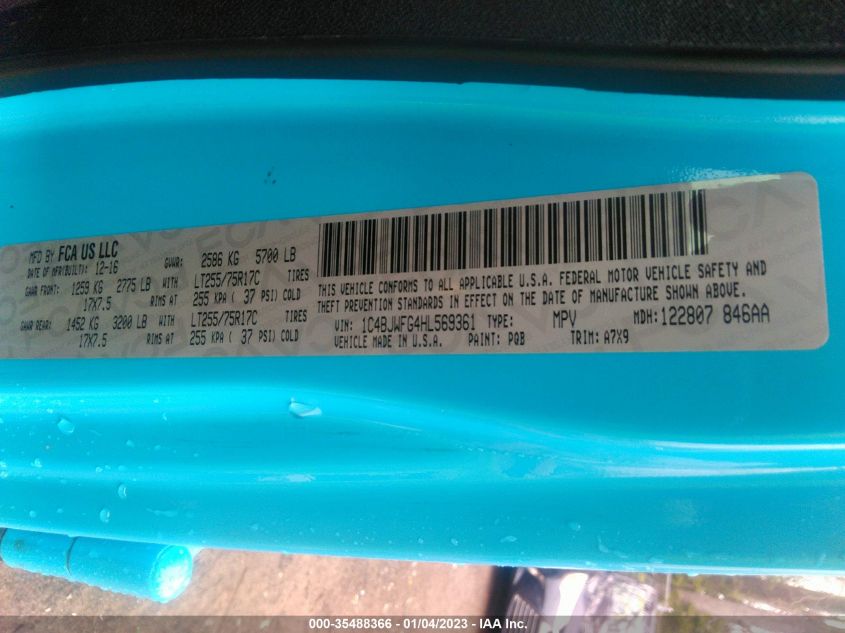 MFD BY FCA US LLC
DATE OF MFR(BUILT): 12-16 GVWR: 2586 KG 5700 LB
GAWR FRONT: 1259 KG 2775 LB WITH LT255/75R17C TIRES
17X7.5 RIMS AT 255 KPA ( 37 PSI) COLD
GAWR REAR: 1452 KG 3200 LB WITH LT255/75R17C TIRES
17X7.5 RIMS AT 255 KPA ( 37 PSI) COLD
THIS VEHICLE CONFORMS TO ALL APPLICABLE U.S.A. FEDERAL MOTOR VEHICLE SAFETY AND
THEFT PREVENTION STANDARDS IN EFFECT ON THE DATE OF MANUFACTURE SHOWN ABOVE.
VIN: 1C4BJWFG4HL569361 TYPE: MPV MDH: 122807 846AA
VEHICLE MADE IN U.S.A. PAINT: PQB TRIM: A7X9
000-35488366 - 01/04/2023 - IAA Inc.